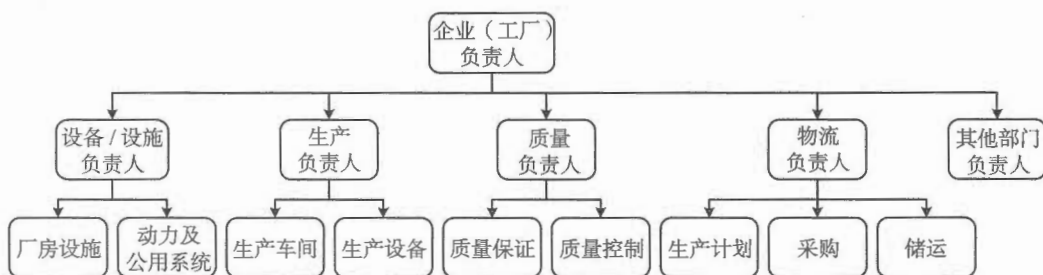 企业（工厂）
负责人
设备/设施
负责人
生产
负责人
质量
负责人
物流
负责人
其他部门
负责人
厂房设施
动力及
公用系统
生产车间
生产设备
质量保证
质量控制
生产计划
采购
储运